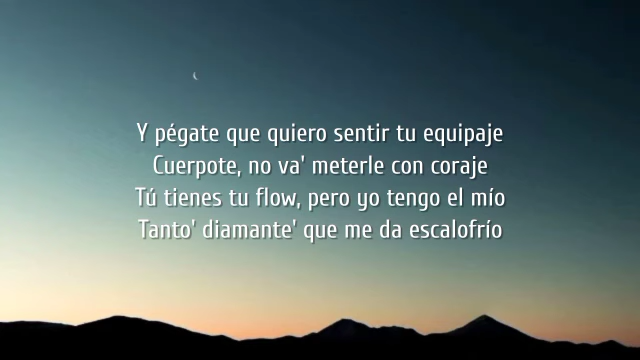 Y pégate que quiero sentir tu equipaje
Cuerpote, no va' meterle con coraje
Tú tienes tu flow, pero yo tengo el mío
Tanto' diamante' que me da escalofrío